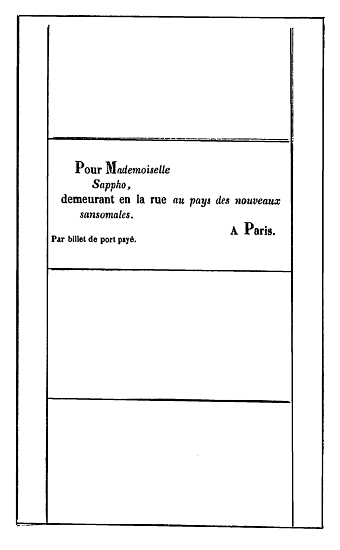 Pour Mademoiselle
Sappho,
demeurant en la rue au pays des nouveaux
sansomales.
A Paris.
Par billet de port payé.